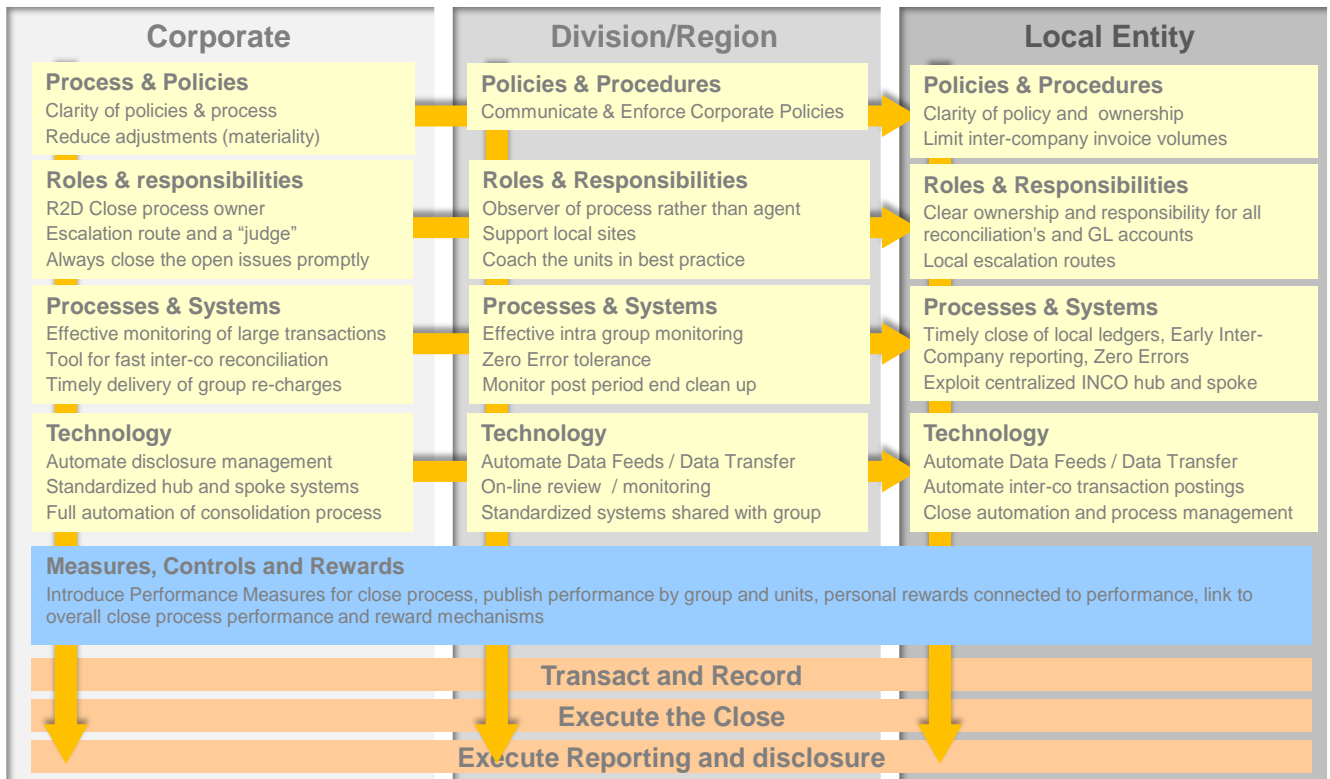 Corporate
Process & Policies
Clarity of policies & process
Reduce adjustments (materiality)
Roles & responsibilities
R2D Close process owner
Escalation route and a “judge”
Always close the open issues promptly
Processes & Systems
Effective monitoring of large transactions
Tool for fast inter-co reconciliation
Timely delivery of group re-charges
Technology
Automate disclosure management
Standardized hub and spoke systems
Full automation of consolidation process
Division/Region
Policies & Procedures
Communicate & Enforce Corporate Policies
Roles & Responsibilities
Observer of process rather than agent
Support local sites
Coach the units in best practice
Processes & Systems
Effective intra group monitoring
Zero Error tolerance
Monitor post period end clean up
Technology
Automate Data Feeds / Data Transfer
On-line review / monitoring
Standardized systems shared with group
Local Entity
Policies & Procedures
Clarity of policy and ownership
Limit inter-company invoice volumes
Roles & Responsibilities
Clear ownership and responsibility for all
reconciliation's and GL accounts
Local escalation routes
Processes & Systems
Timely close of local ledgers, Early Inter-
Company reporting, Zero Errors
Exploit centralized INCO hub and spoke
Technology
Automate Data Feeds / Data Transfer
Automate inter-co transaction postings
Close automation and process management
Measures, Controls and Rewards
Introduce Performance Measures for close process, publish performance by group and units, personal rewards connected to performance, link to
overall close process performance and reward mechanisms
Transact and Record
Execute the Close
Execute Reporting and disclosure